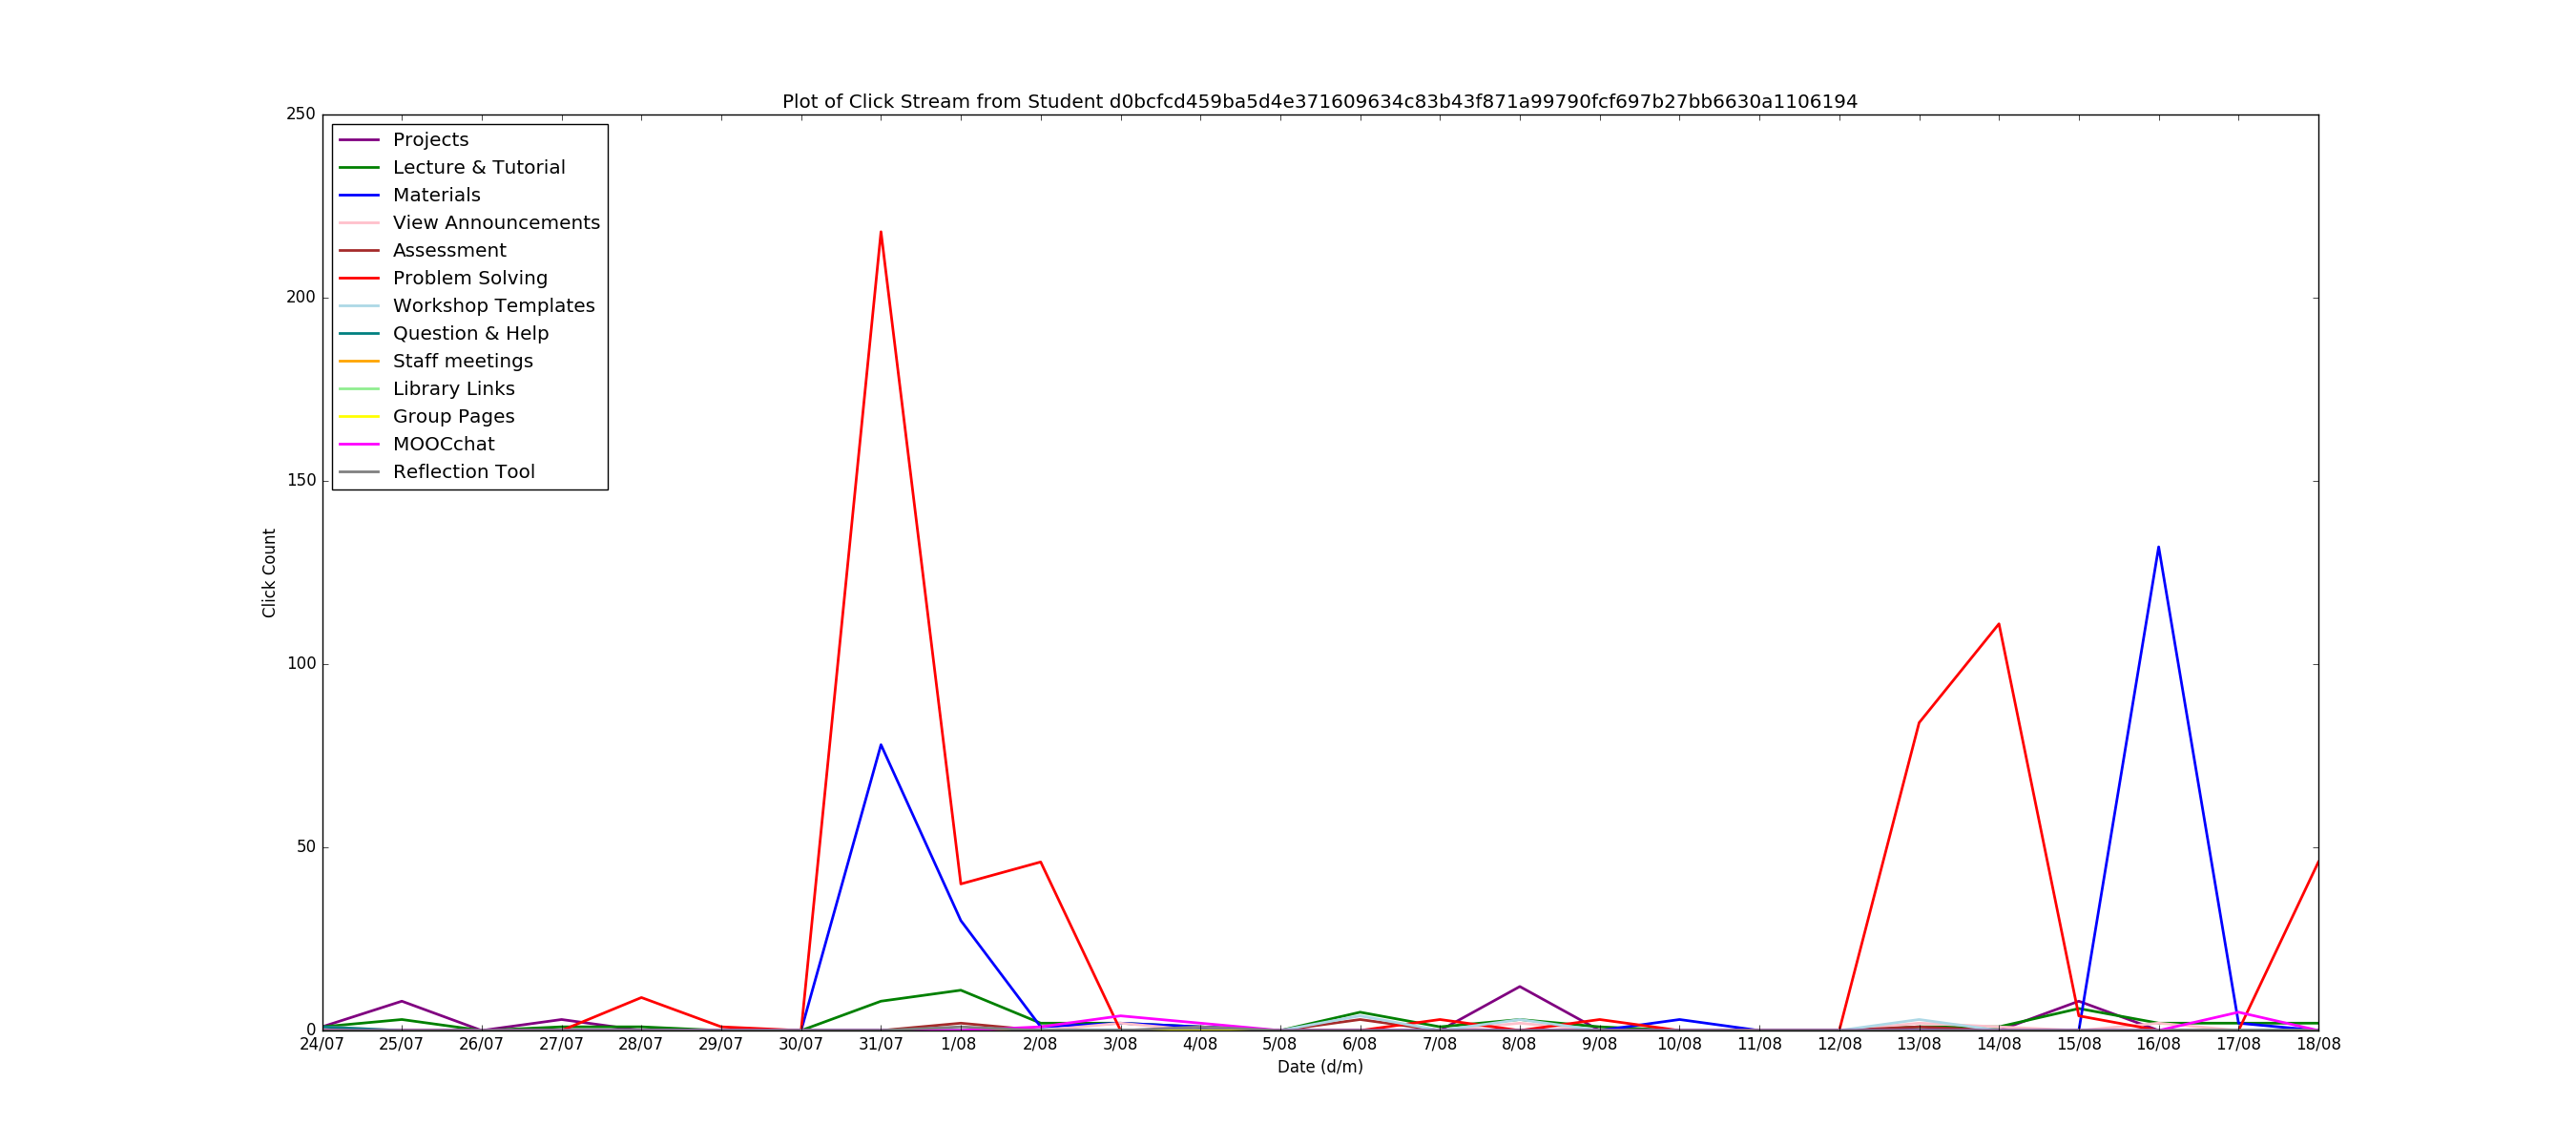 Plot of Click Stream from Student d0bcfcd459ba5d4e371609634c83b43f871a99790fcf697b27bb6630a1106194
250
200
150
100
50
0
Click Count
Projects
Lecture & Tutorial
Materials
View Announcements
Assessment
Problem Solving
Workshop Templates
Question & Help
Staff meetings
Library Links
Group Pages
MOOCchat
Reflection Tool
24/07 25/07 26/07 27/07 28/07 29/07 30/07 31/07 1/08 2/08 3/08 4/08 5/08 6/08 7/08 8/08 9/08 10/08 11/08 12/08 13/08 14/08 15/08 16/08 17/08 18/08
Date (d/m)